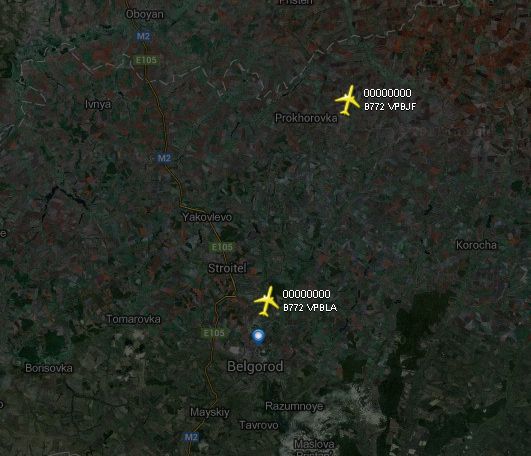 Pristen
Oboyan
M2
E105
00000000
B772 VPBJF
Ivnya
Prokhorovka
M2
Yakovlevo
E105
Korocha
Stroitel
00000000
B772 VPBLA
Tomarovka
E105
Borisovka
Belgorod
Mayskiy
Razumnoye
Tavrovo
M2
Maslova